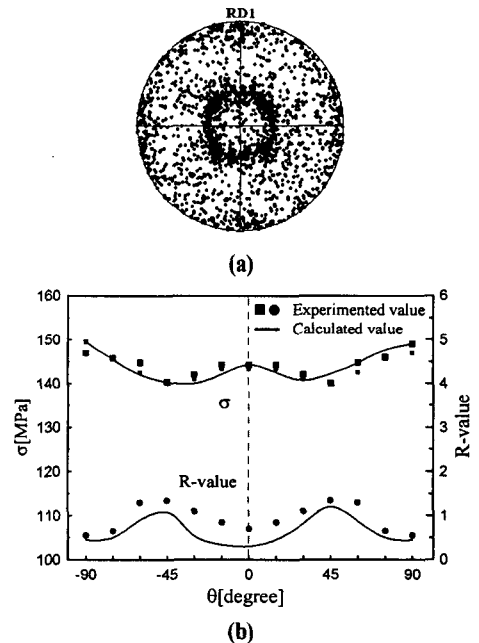 RD1
(a)
160
150
140
130
120
110
100
σ[MPa]
6
5
4
3
2
1
0
R-value
■ ● Experimented value
— Calculated value
σ
R-value
-90
-45
0
45
90
θ[degree]
(b)